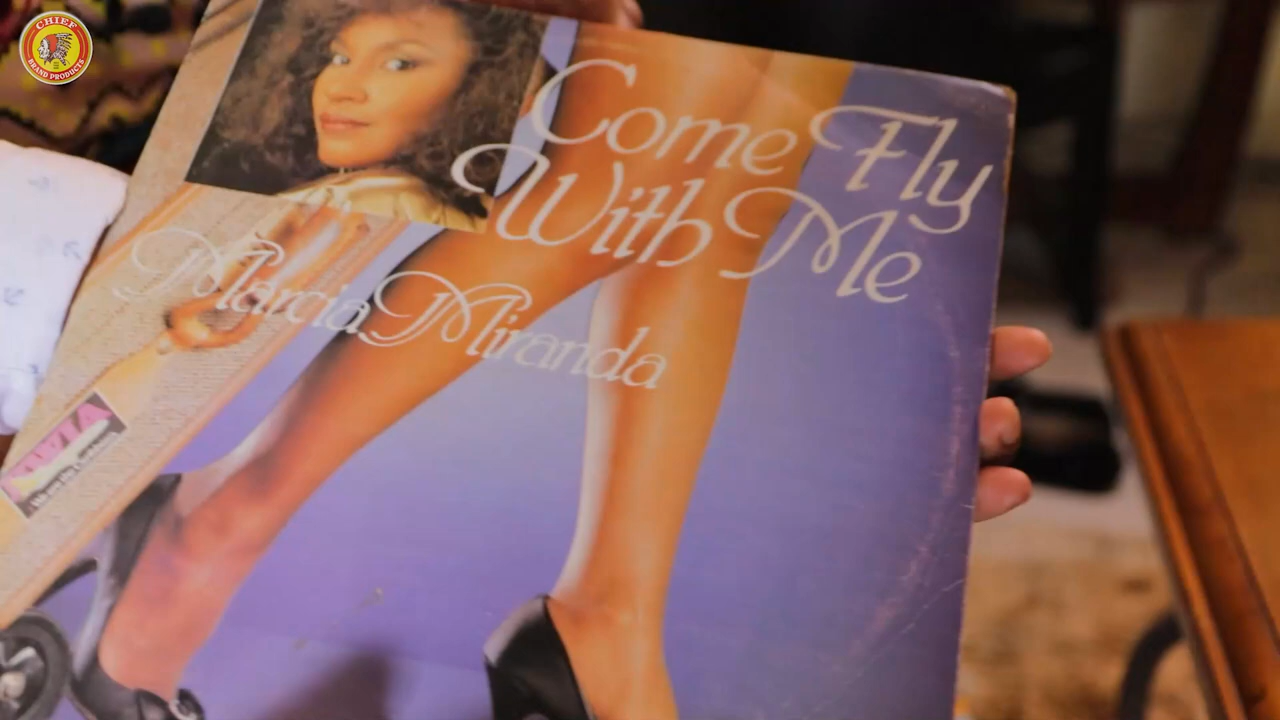 CHIEF
BRAND PRODUCTS
Come Fly
With Me
Marcia Miranda